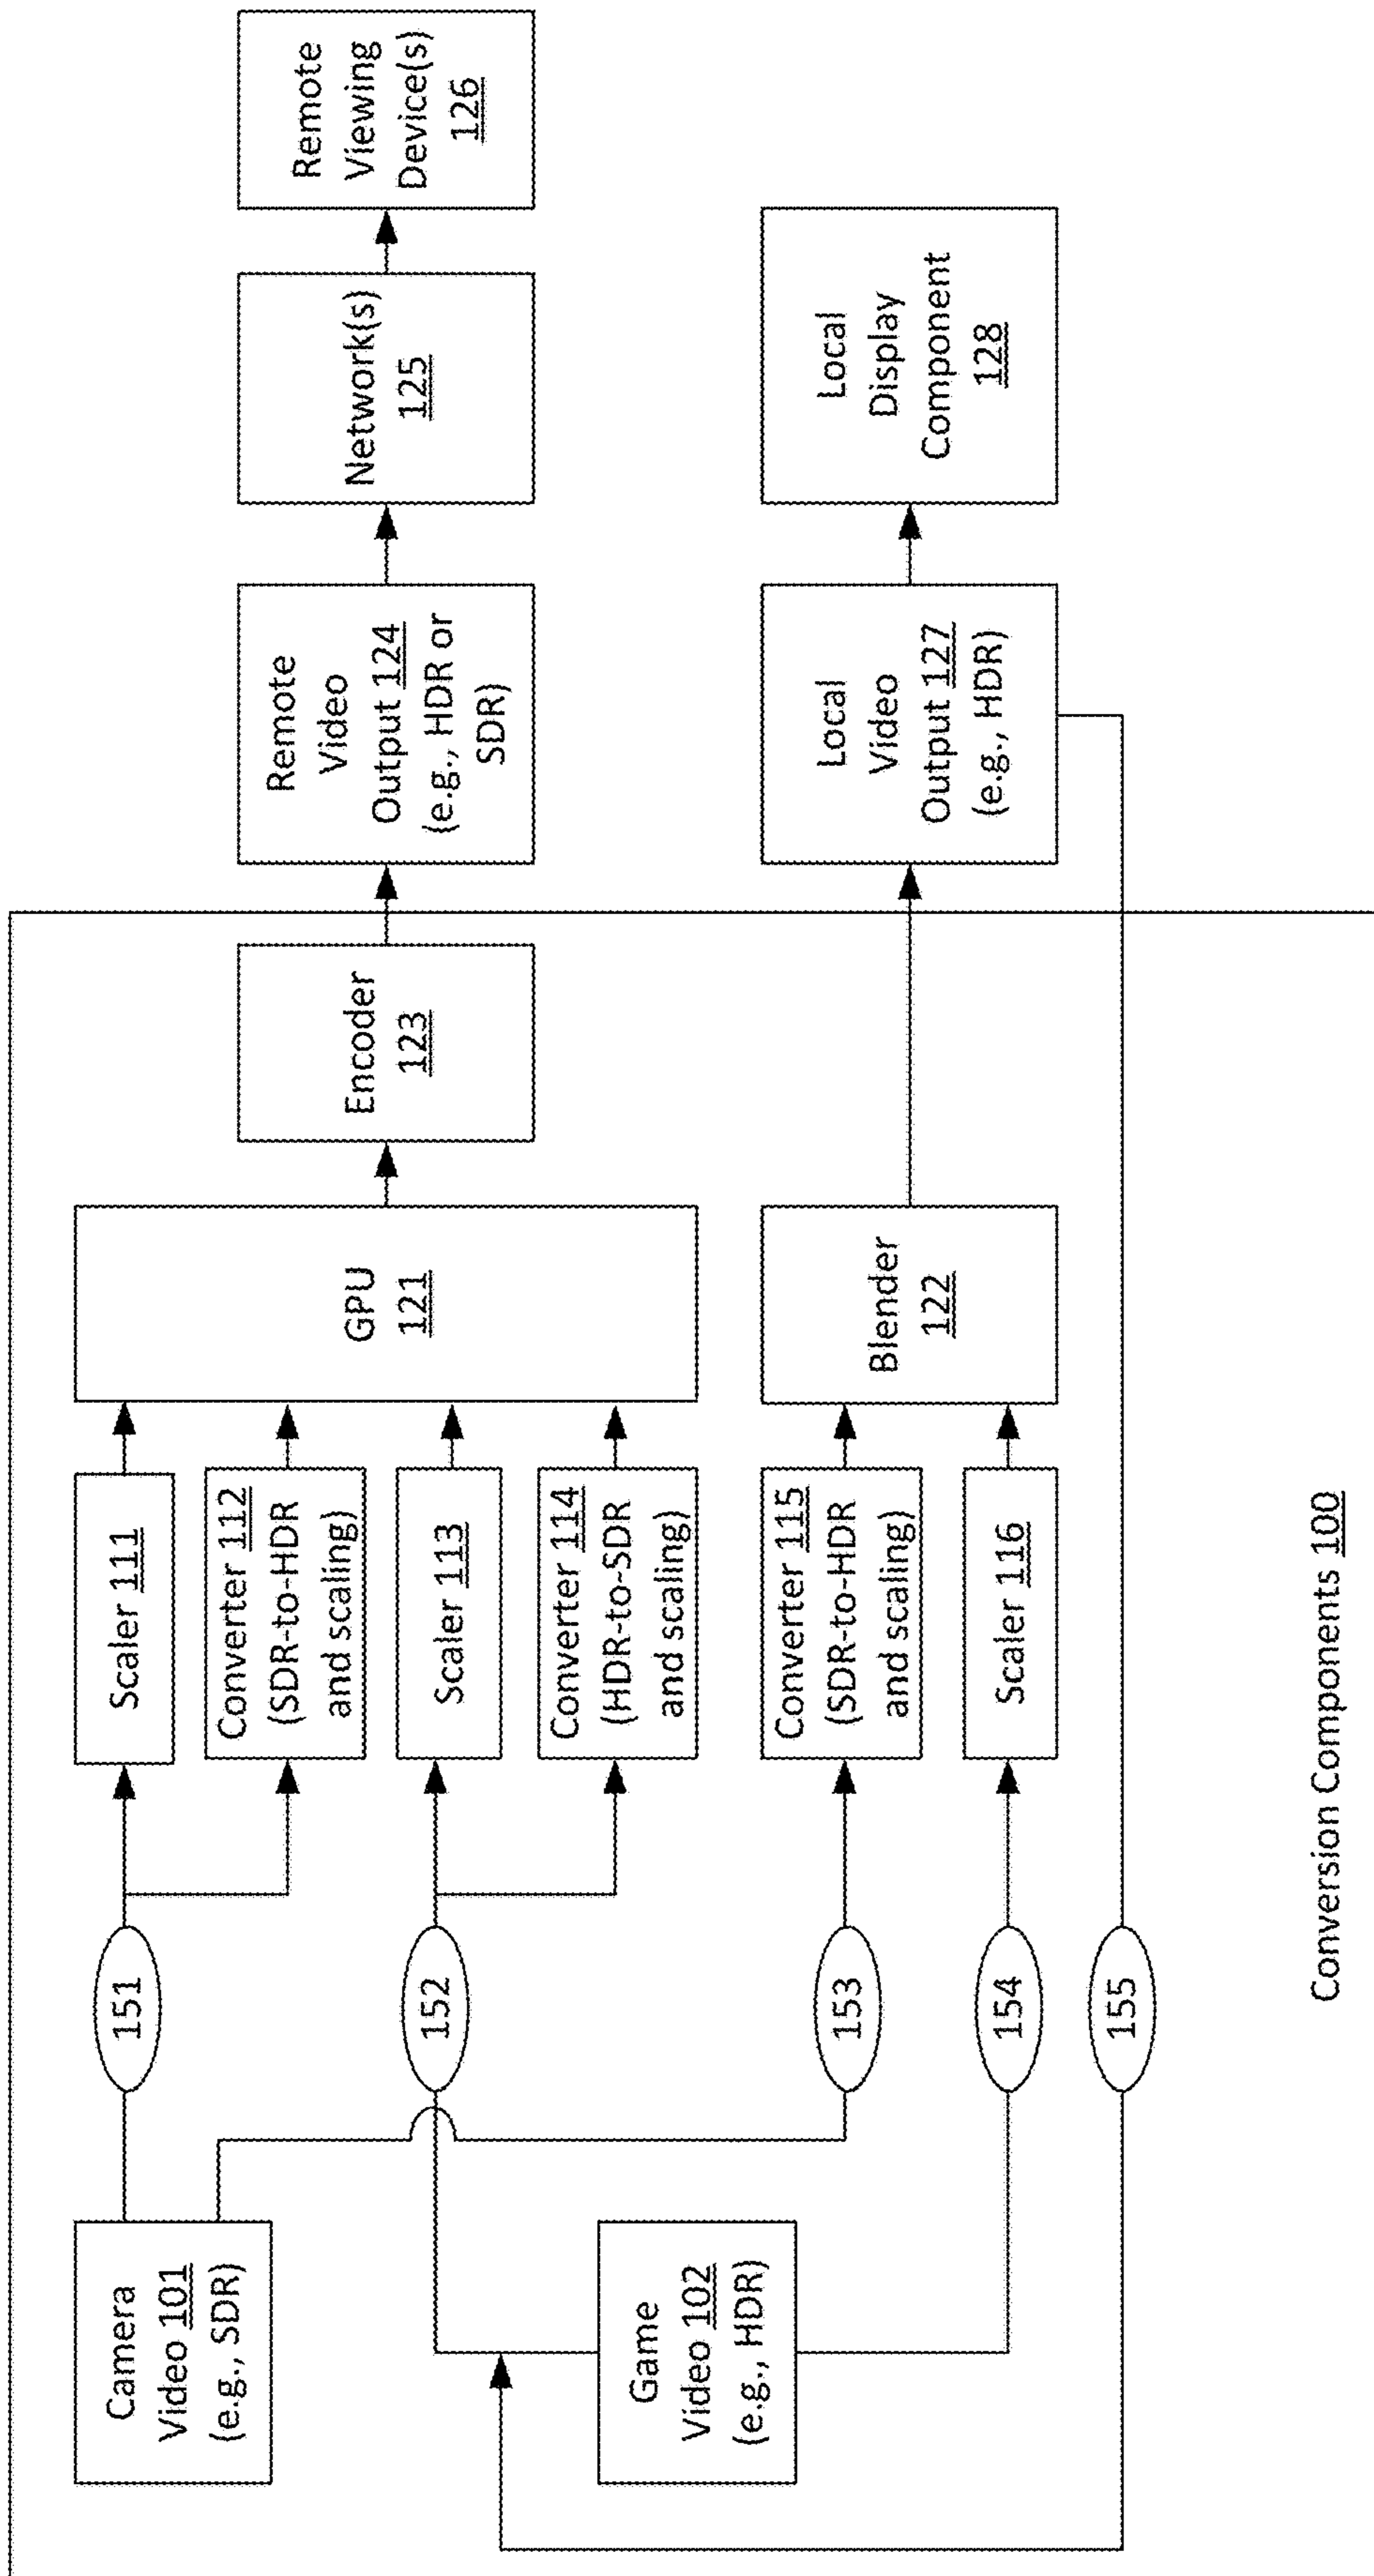 Camera
Video 101
(e.g., SDR)
Game
Video 102
(e.g., HDR)
151
152
153
154
155
Scaler 111
Converter 112
(SDR-to-HDR
and scaling)
Scaler 113
Converter 114
(HDR-to-SDR
and scaling)
Converter 115
(SDR-to-HDR
and scaling)
Scaler 116
GPU
121
Blender
122
Encoder
123
Remote
Video
Output 124
(e.g., HDR or
SDR)
Local
Video
Output 127
(e.g., HDR)
Network(s)
125
Local
Display
Component
128
Remote
Viewing
Device(s)
126
Conversion Components 100